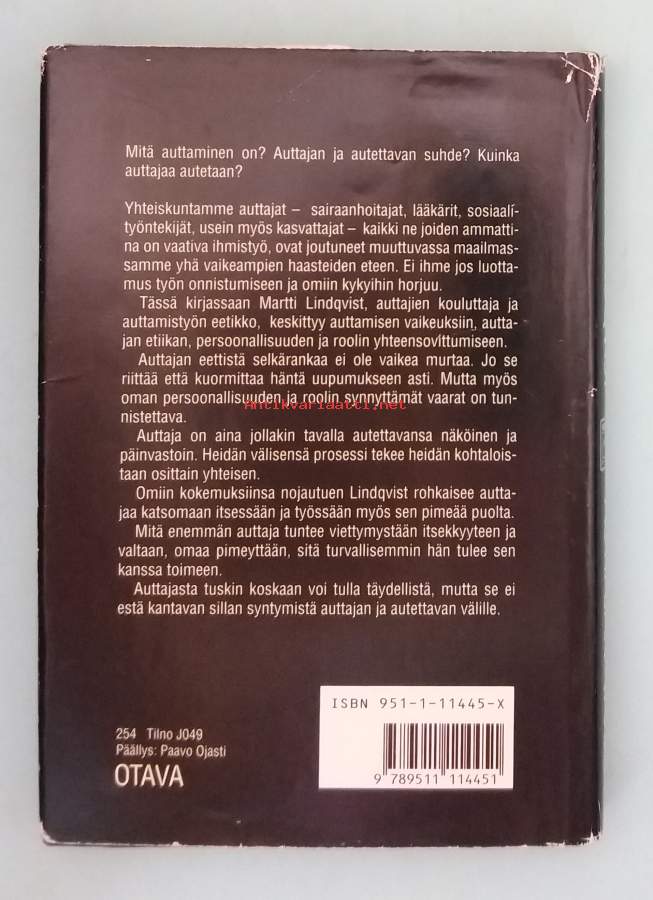 Mitä auttaminen on? Auttajan ja autettavan suhde? Kuinka
auttajaa autetaan?
Yhteiskuntamme auttajat – sairaanhoitajat, lääkärit, sosiaali-
työntekijät, usein myös kasvattajat – kaikki ne joiden ammatti-
na on vaativa ihmistyö, ovat joutuneet muuttuvassa maailmas-
samme yhä vaikeampien haasteiden eteen. Ei ihme jos luotta-
mus työn onnistumiseen ja omiin kykyihin horjuu.
Tässä kirjassaan Martti Lindqvist, auttajien kouluttaja ja
auttamistyön eetikko, keskittyy auttamisen vaikeuksiin, autta-
jan etiikan, persoonallisuuden ja roolin yhteensovittumiseen.
Auttajan eettistä selkärankaa ei ole vaikea murtaa. Jo se
riittää että kuormittaa häntä uupumukseen asti. Mutta myös
oman persoonallisuuden ja roolin synnyttämät vaarat on tun-
nistettava.
Antikvariaatti.net
Auttaja on aina jollakin tavalla autettavansa näköinen ja
päinvastoin. Heidän välisensä prosessi tekee heidän kohtalois-
taan osittain yhteisen.
Omiin kokemuksiinsa nojautuen Lindqvist rohkaisee autta-
jaa katsomaan itsessään ja työssään myös sen pimeää puolta.
Mitä enemmän auttaja tuntee viettymystään itsekkyyteen ja
valtaan, omaa pimeyttään, sitä turvallisemmin hän tulee sen
kanssa toimeen.
Auttajasta tuskin koskaan voi tulla täydellistä, mutta se ei
estä kantavan sillan syntymistä auttajan ja autettavan välille.
ISBN 951-1-11445-X
9 789511 114451
254 Tilno J049
Päällys: Paavo Ojasti
OTAVA